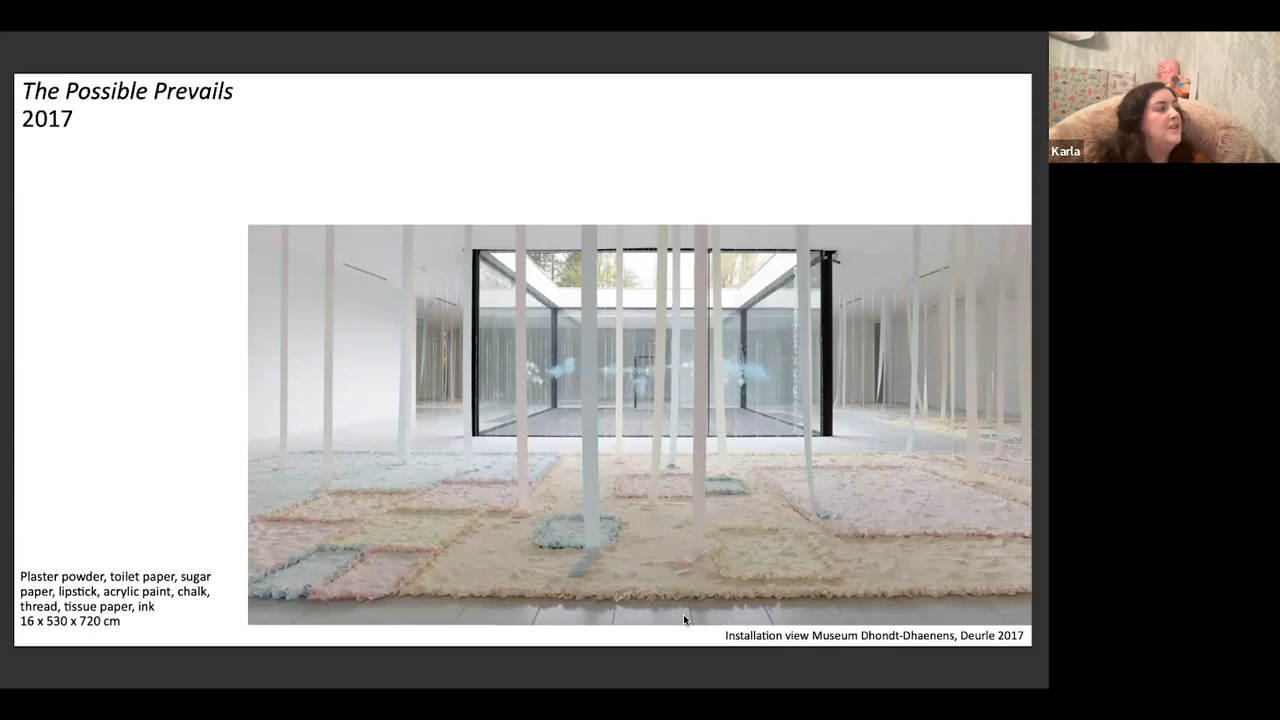 The Possible Prevails
2017
Karla
Plaster powder, toilet paper, sugar
paper, lipstick, acrylic paint, chalk,
thread, tissue paper, ink
16 x 530 x 720 cm
Installation view Museum Dhondt-Dhaenens, Deurle 2017